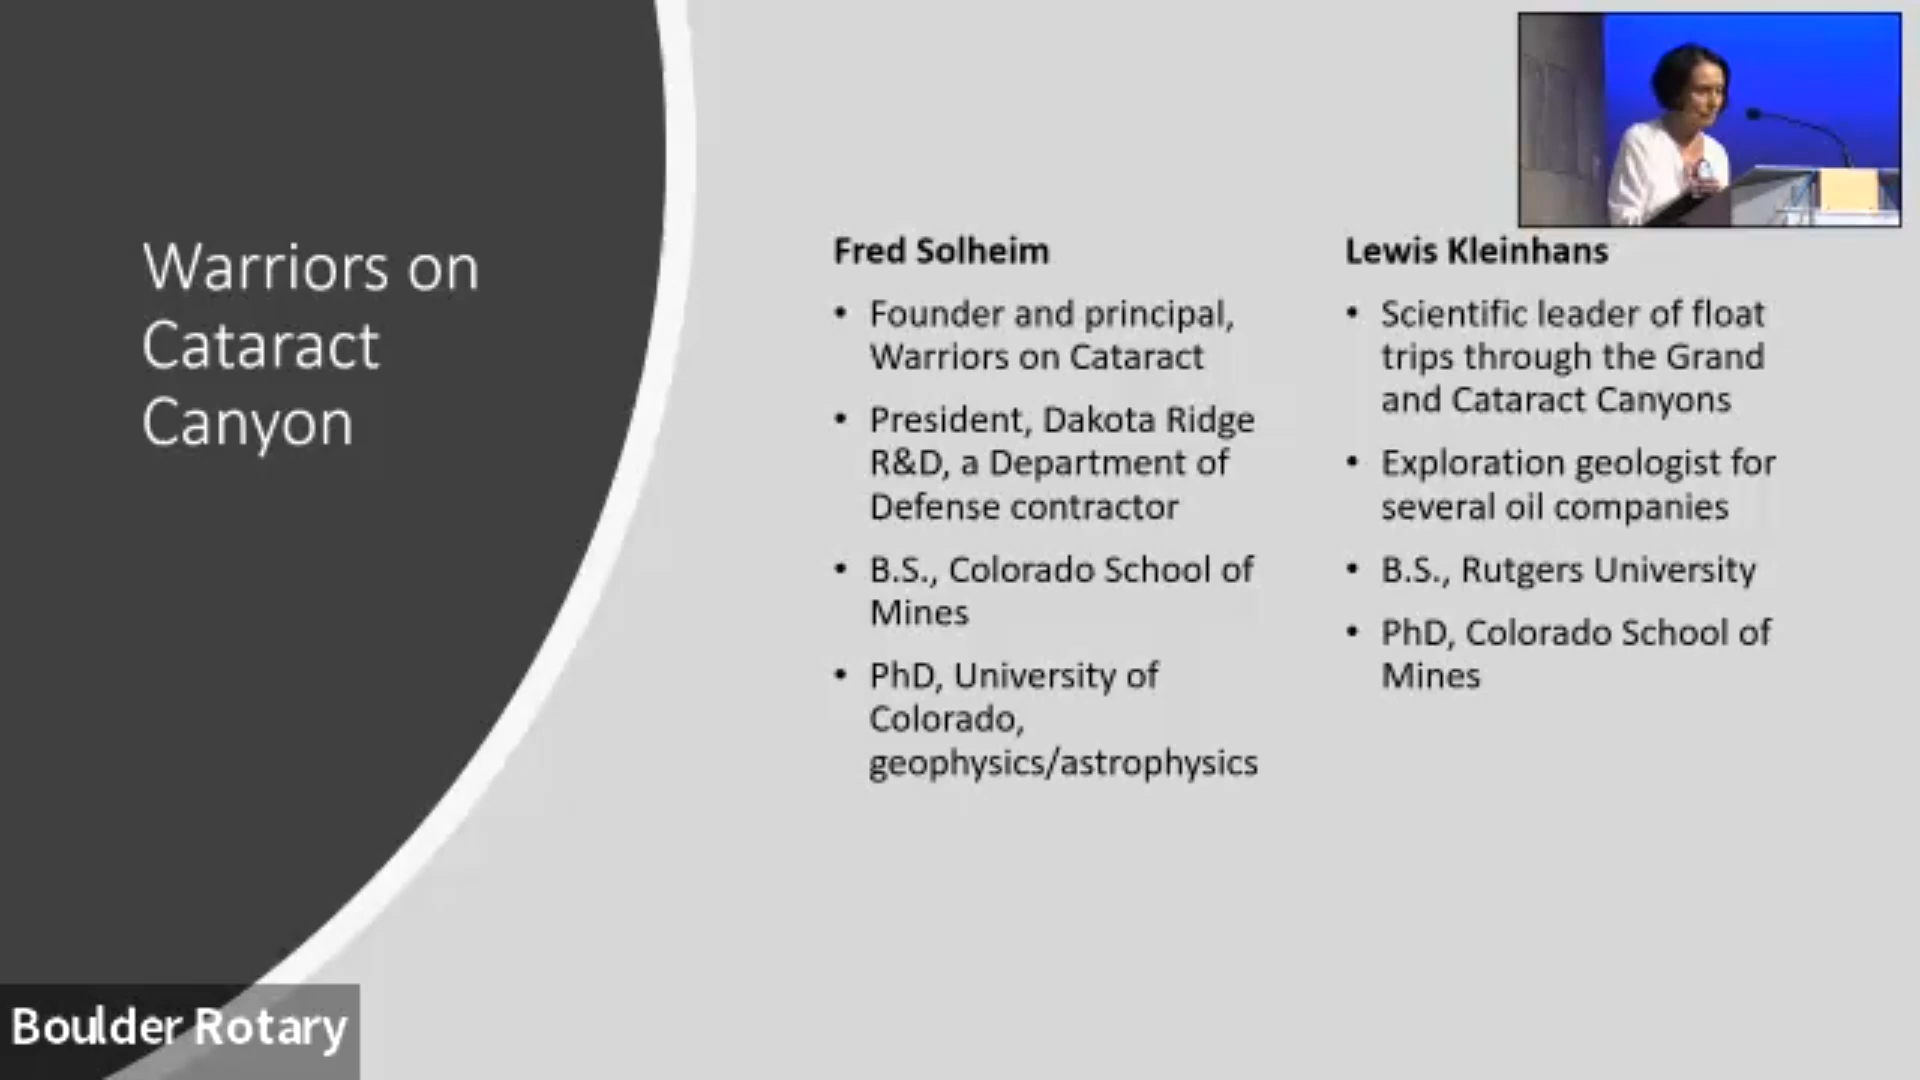 Warriors on
Cataract
Canyon
Fred Solheim
• Founder and principal,
Warriors on Cataract
• President, Dakota Ridge
R&D, a Department of
Defense contractor
• B.S., Colorado School of
Mines
• PhD, University of
Colorado,
geophysics/astrophysics
Lewis Kleinhans
• Scientific leader of float
trips through the Grand
and Cataract Canyons
• Exploration geologist for
several oil companies
• B.S., Rutgers University
• PhD, Colorado School of
Mines
Boulder Rotary